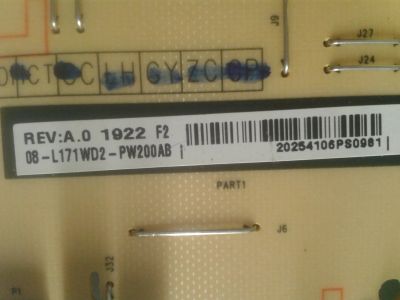 J9
J27
J24
CT CC LH GY ZC CP
REV:A.0 1922 F2
08-L171WD2-PW200AB
20254106PS0981
PART1
J6
J32
P1